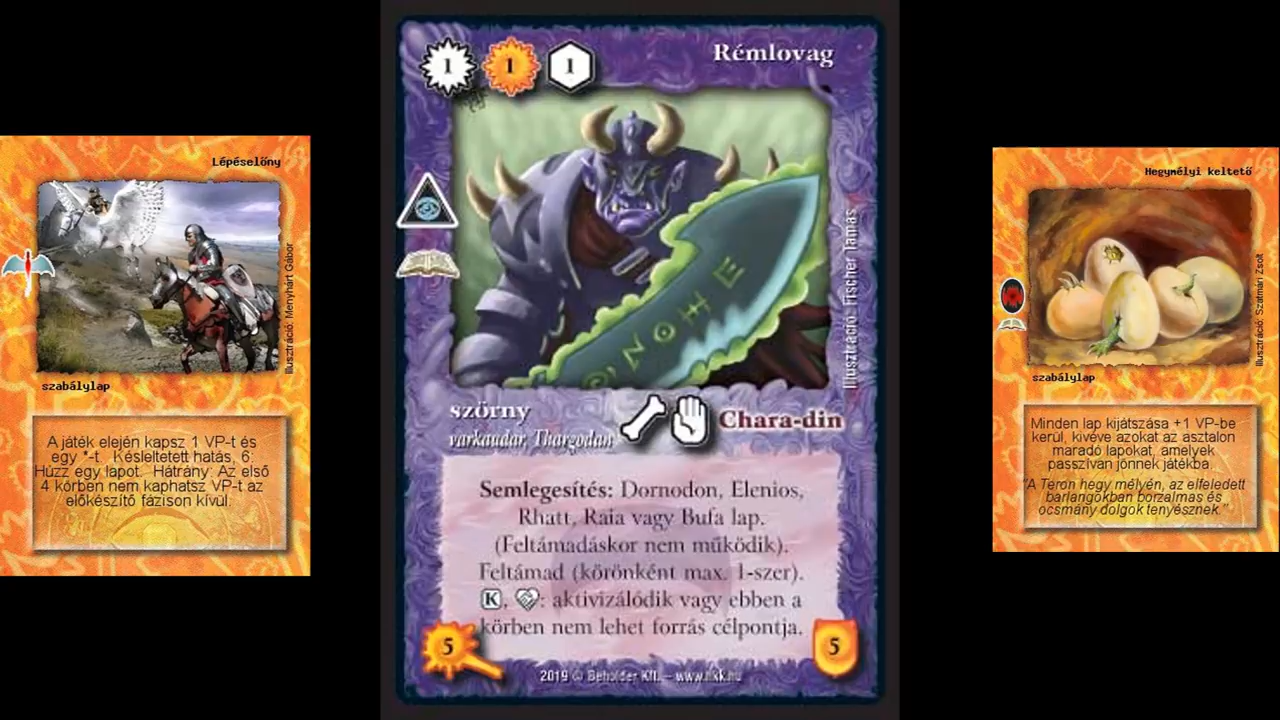 Lépéselőny
Illusztráció: Menyhárt Gábor
szabálylap
A játék elején kapsz 1 VP-t és
egy *-t. Késleltetett hatás, 6:
Húzz egy lapot. Hátrány: Az első
4 körben nem kaphatsz VP-t az
előkészítő fázison kívül.
1 1 1
Rémlovag
Illusztráció: Fischer Tamás
szörny
varkaudar, Thargodan
Chara-din
Semlegesítés: Dornodon, Elenios,
Rhatt, Raia vagy Bufa lap.
(Feltámadáskor nem működik).
Feltámad (körönként max. 1-szer).
K, : aktivizálódik vagy ebben a
körben nem lehet forrás célpontja.
5
5
2019 © Beholder Kft. – www.hkk.hu
Hegymélyi keltető
Illusztráció: Szatmári Zsolt
szabálylap
Minden lap kijátszása +1 VP-be
kerül, kivéve azokat az asztalon
maradó lapokat, amelyek
passzívan jönnek játékba.
"A Teron hegy mélyén, az elfeledett
barlangokban borzalmas és
ocsmány dolgok tenyésznek."